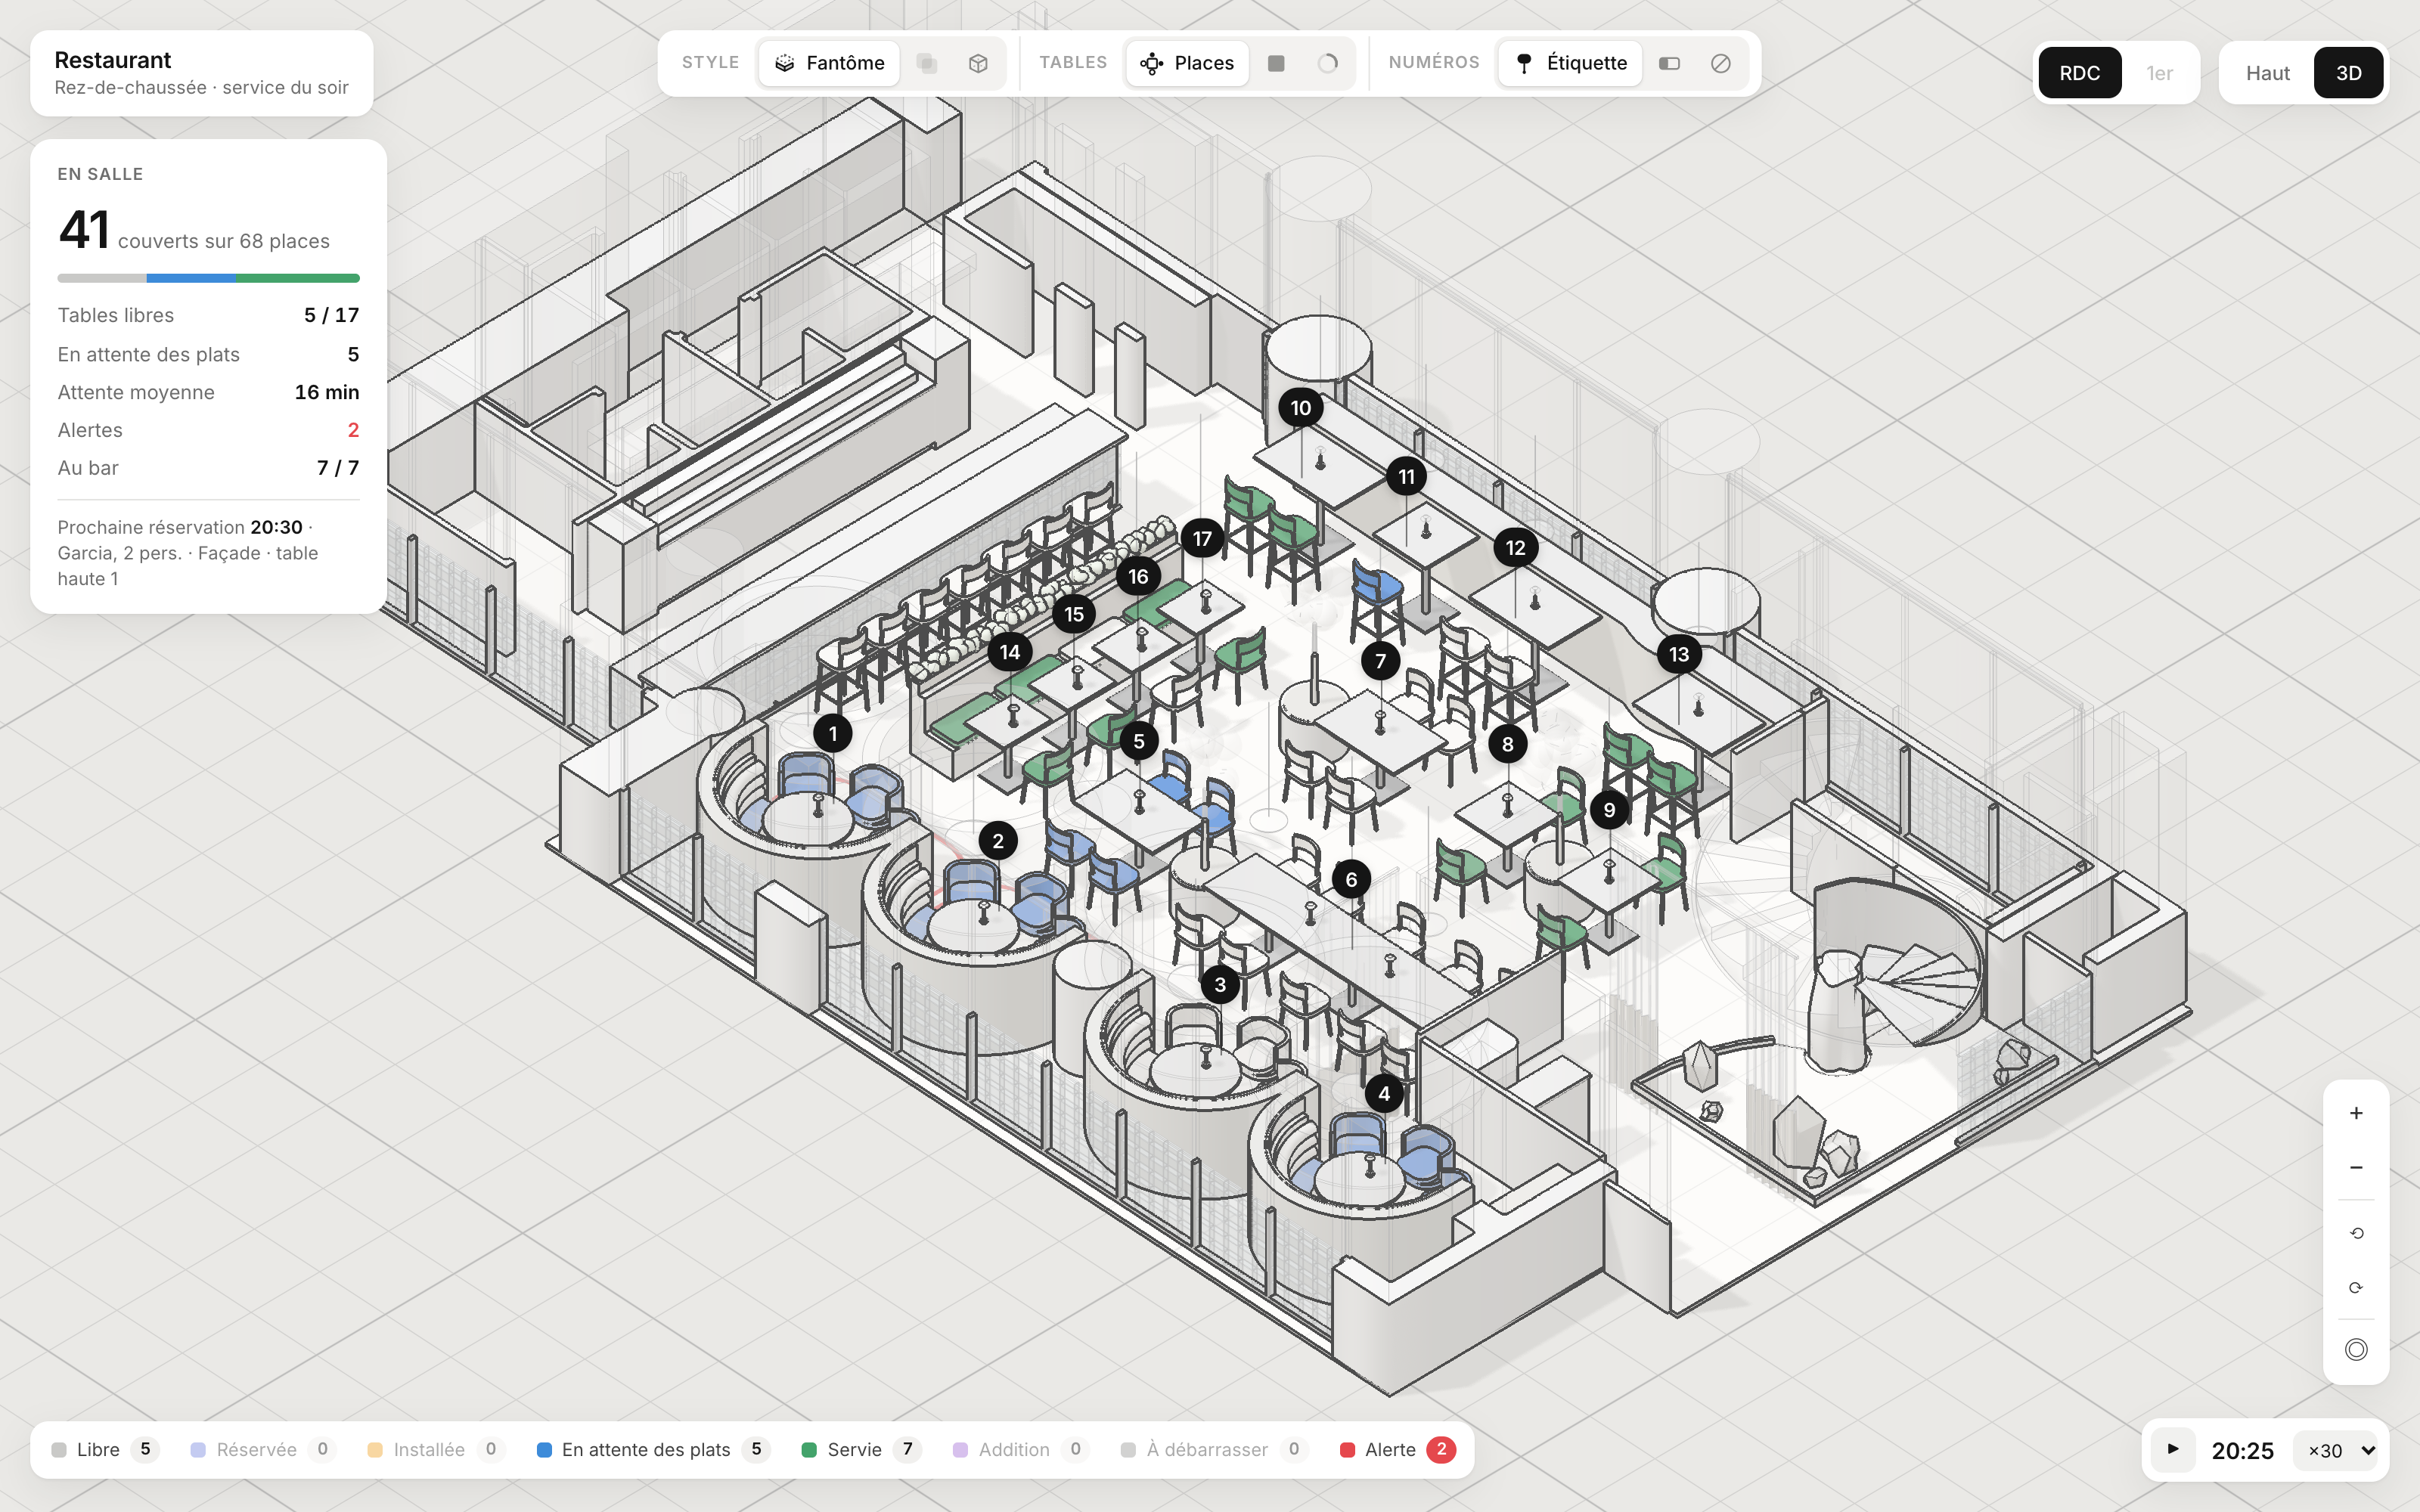 Restaurant
Rez-de-chaussée · service du soir
STYLE Fantôme TABLES Places NUMÉROS Étiquette
RDC 1er Haut 3D
EN SALLE
41 couverts sur 68 places
Tables libres 5 / 17
En attente des plats 5
Attente moyenne 16 min
Alertes 2
Au bar 7 / 7
Prochaine réservation 20:30 ·
Garcia, 2 pers. · Façade · table
haute 1
10
11
17
12
16
15
14
13
7
1
5
8
9
2
6
3
4
+
−
Libre 5 Réservée 0 Installée 0 En attente des plats 5 Servie 7 Addition 0 À débarrasser 0 Alerte 2
20:25 ×30